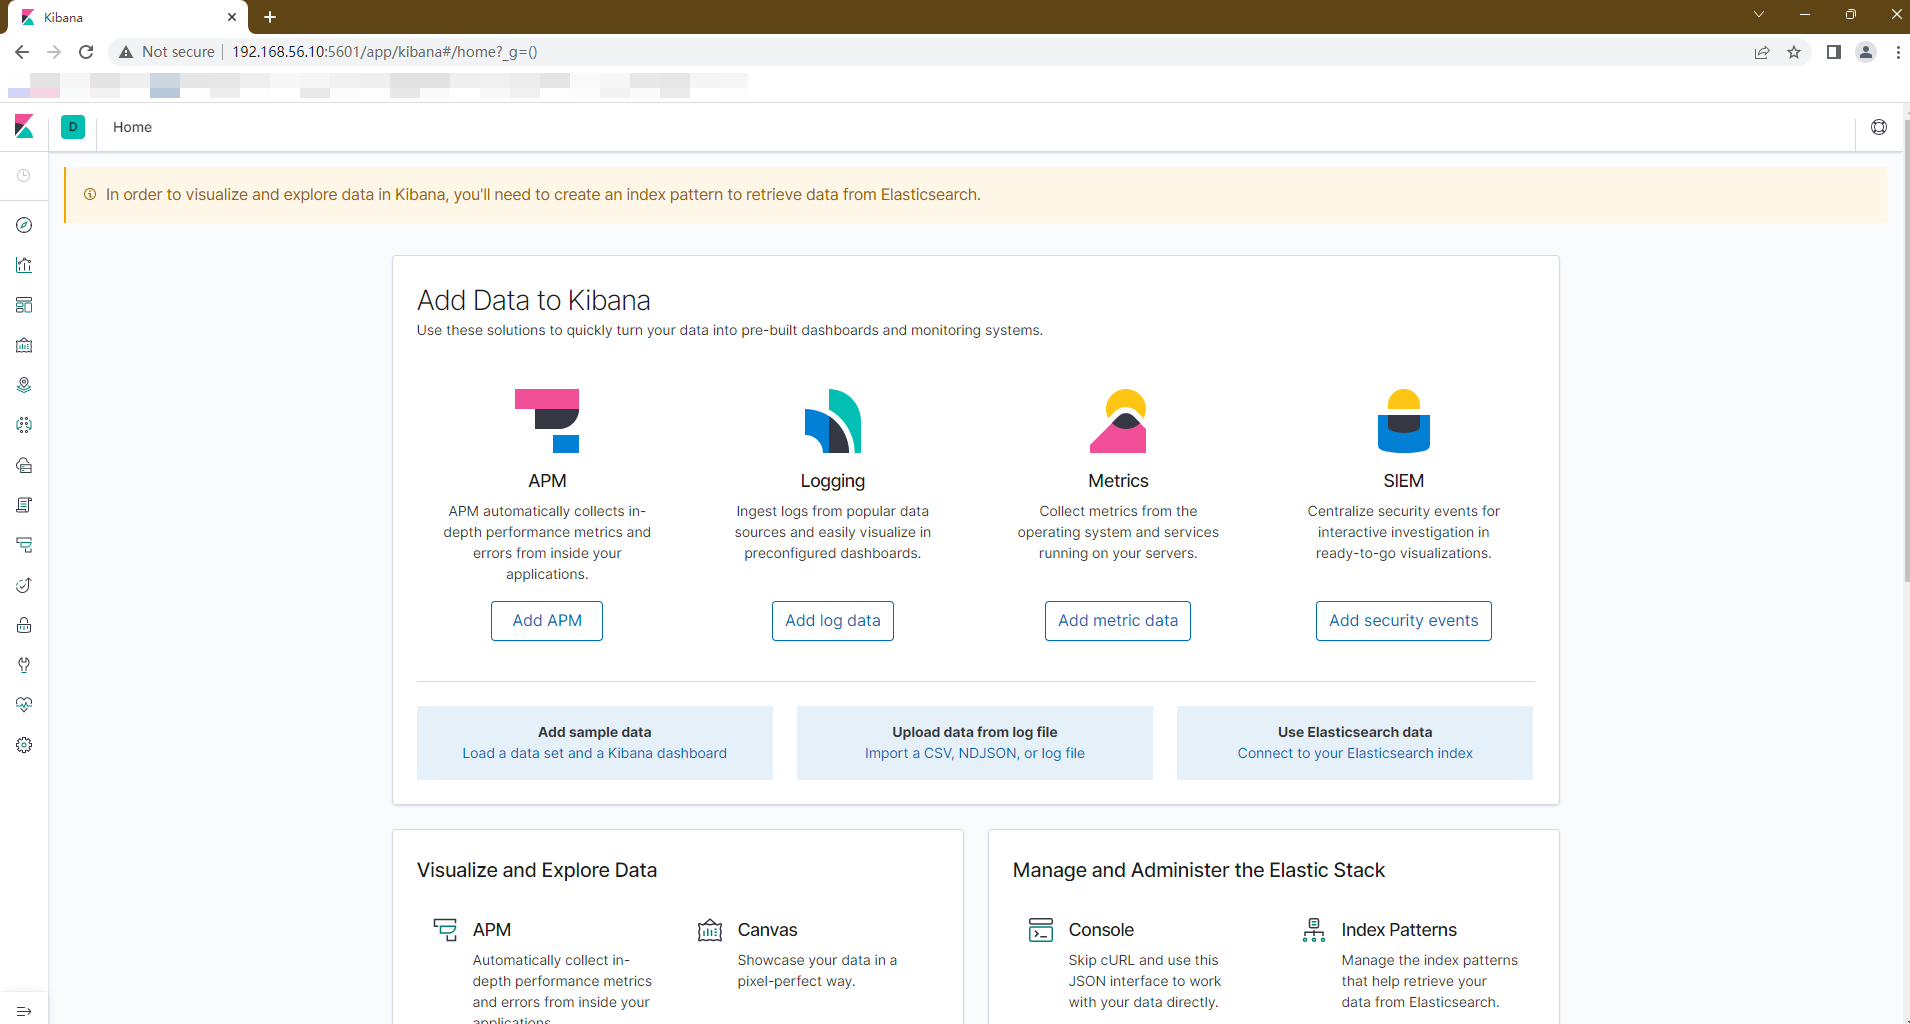 Kibana
Not secure
192.168.56.10:5601/app/kibana#/home?_g=()
D
Home
In order to visualize and explore data in Kibana, you'll need to create an index pattern to retrieve data from Elasticsearch.
Add Data to Kibana
Use these solutions to quickly turn your data into pre-built dashboards and monitoring systems.
APM
APM automatically collects in-
depth performance metrics and
errors from inside your
applications.
Add APM
Logging
Ingest logs from popular data
sources and easily visualize in
preconfigured dashboards.
Add log data
Metrics
Collect metrics from the
operating system and services
running on your servers.
Add metric data
SIEM
Centralize security events for
interactive investigation in
ready-to-go visualizations.
Add security events
Add sample data
Load a data set and a Kibana dashboard
Upload data from log file
Import a CSV, NDJSON, or log file
Use Elasticsearch data
Connect to your Elasticsearch index
Visualize and Explore Data
APM
Automatically collect in-
depth performance metrics
and errors from inside your
applications.
Canvas
Showcase your data in a
pixel-perfect way.
Manage and Administer the Elastic Stack
Console
Skip cURL and use this
JSON interface to work
with your data directly.
Index Patterns
Manage the index patterns
that help retrieve your
data from Elasticsearch.